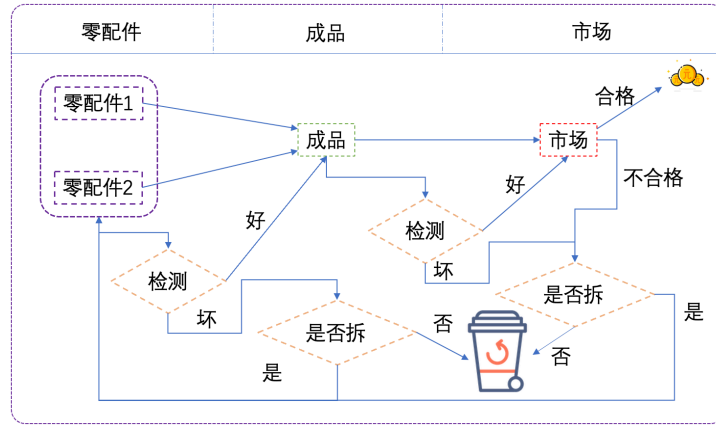 零配件
成品
市场
零配件1
合格
成品
市场
零配件2
好
不合格
好
检测
检测
坏
是否拆
坏
是否拆
否
是
否
是